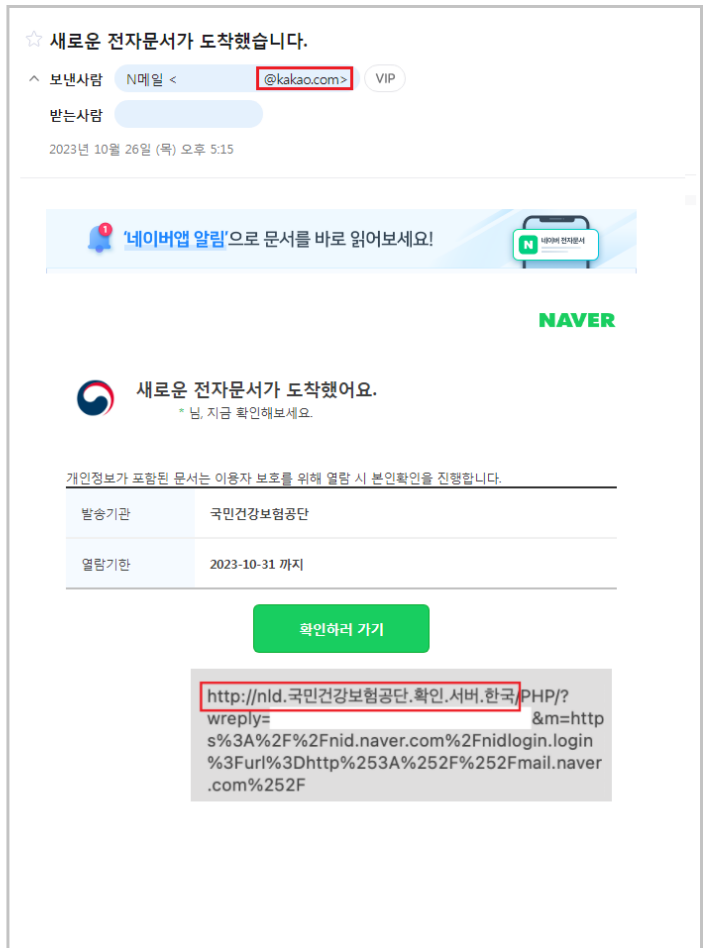 새로운 전자문서가 도착했습니다.
보낸사람 N메일 < @kakao.com> VIP
받는사람
2023년 10월 26일 (목) 오후 5:15
1
'네이버앱 알림'으로 문서를 바로 읽어보세요!
N 네이버 전자문서
NAVER
새로운 전자문서가 도착했어요.
* 님, 지금 확인해보세요.
개인정보가 포함된 문서는 이용자 보호를 위해 열람 시 본인확인을 진행합니다.
발송기관 국민건강보험공단
열람기한 2023-10-31 까지
확인하러 가기
http://nld.국민건강보험공단.확인.서버.한국/PHP/?
wreply= &m=http
s%3A%2F%2Fnid.naver.com%2Fnidlogin.login
%3Furl%3Dhttp%253A%252F%252Fmail.naver
.com%252F